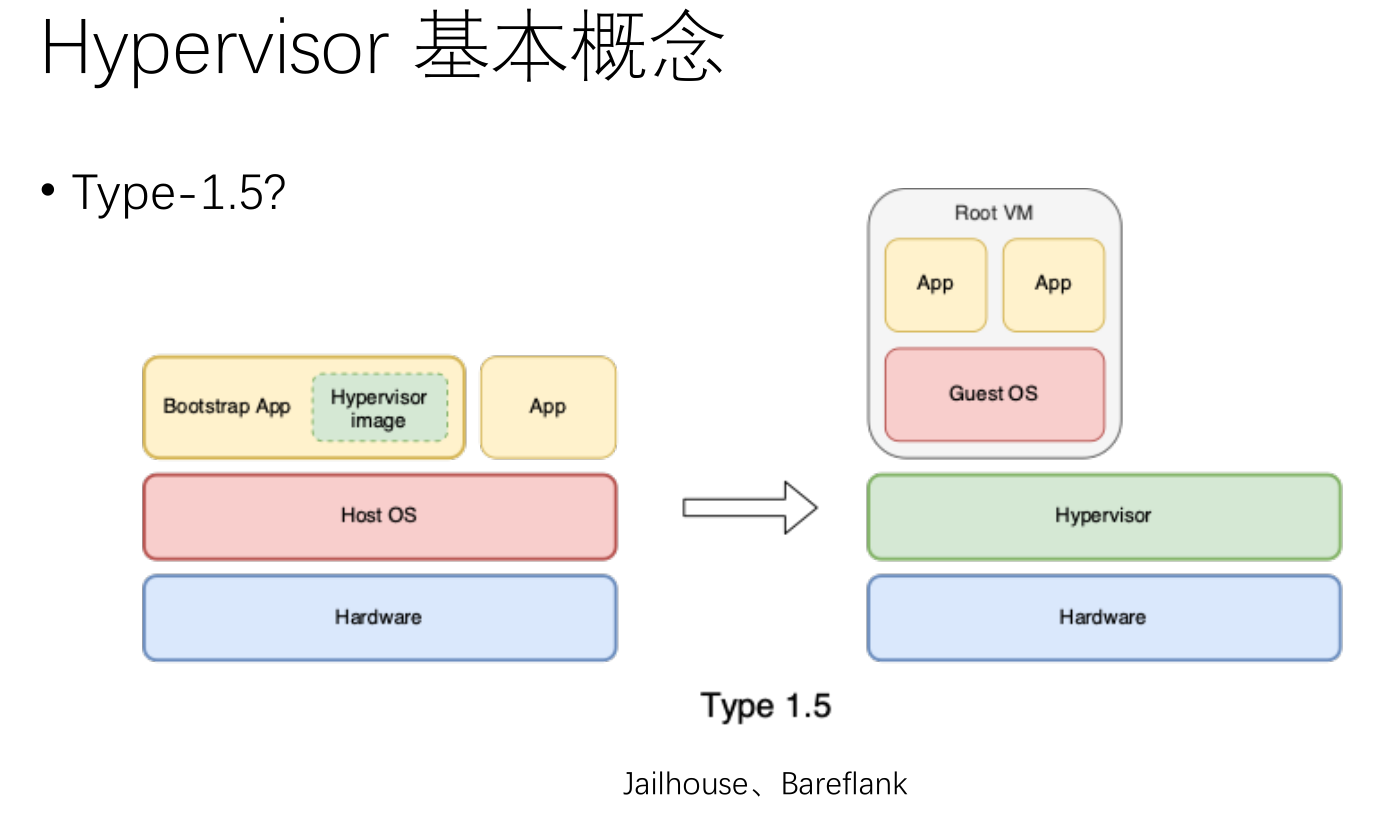 Hypervisor 基本概念
• Type-1.5?
Root VM
App App
Guest OS
Bootstrap App
Hypervisor
image
App
Host OS
Hardware
Hypervisor
Hardware
Type 1.5
Jailhouse、Bareflank